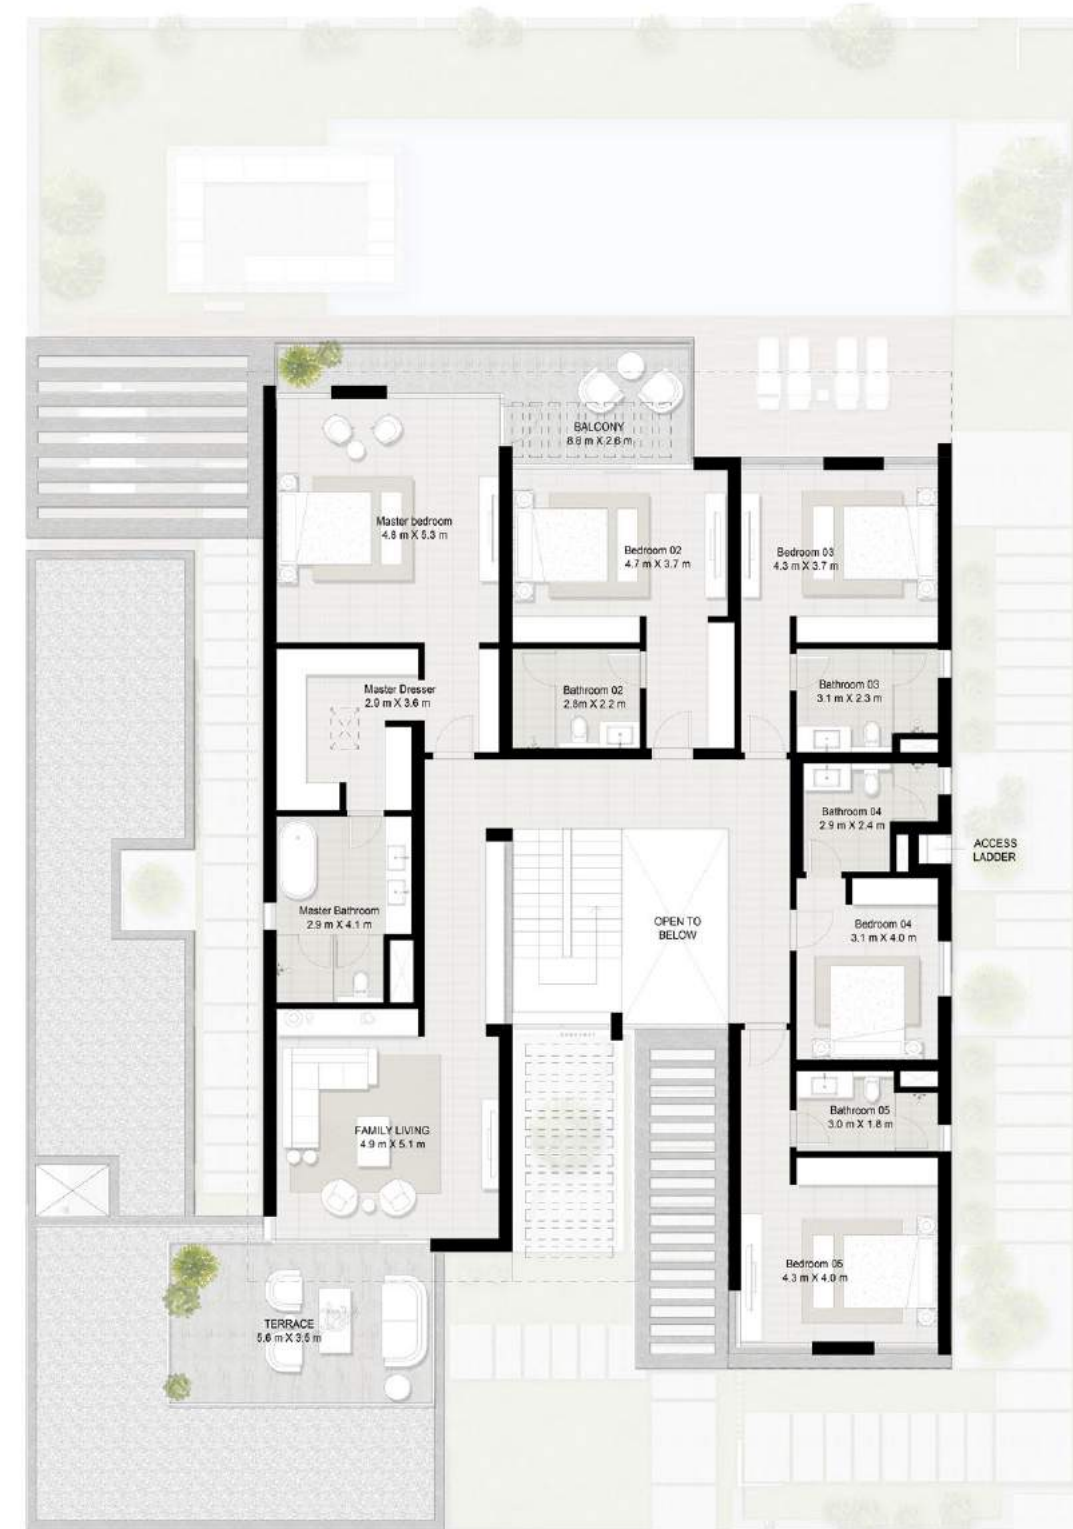 BALCONY
8.8 m X 2.6 m
Master bedroom
4.8 m X 5.3 m
Bedroom 02
4.7 m X 3.7 m
Bedroom 03
4.3 m X 3.7 m
Master Dresser
2.9 m X 3.6 m
Bathroom 02
2.8m X 2.2 m
Bathroom 03
3.1 m X 2.3 m
Bathroom 04
2.9 m X 2.4 m
ACCESS
LADDER
Master Bathroom
2.9 m X 4.1 m
OPEN TO
BELOW
Bedroom 04
3.1 m X 4.0 m
FAMILY LIVING
4.9 m X 5.1 m
Bathroom 05
3.0 m X 1.8 m
Bedroom 05
4.3 m X 4.0 m
TERRACE
5.6 m X 3.5 m